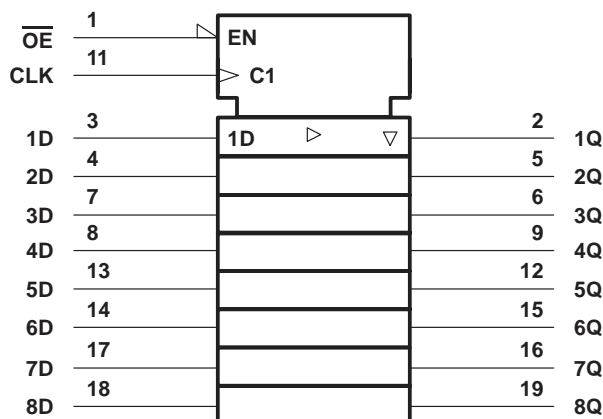 1
OE EN
11
CLK C1
3 2
1D 1D 1Q
4 5
2D 2Q
7 6
3D 3Q
8 9
4D 4Q
13 12
5D 5Q
14 15
6D 6Q
17 16
7D 7Q
18 19
8D 8Q